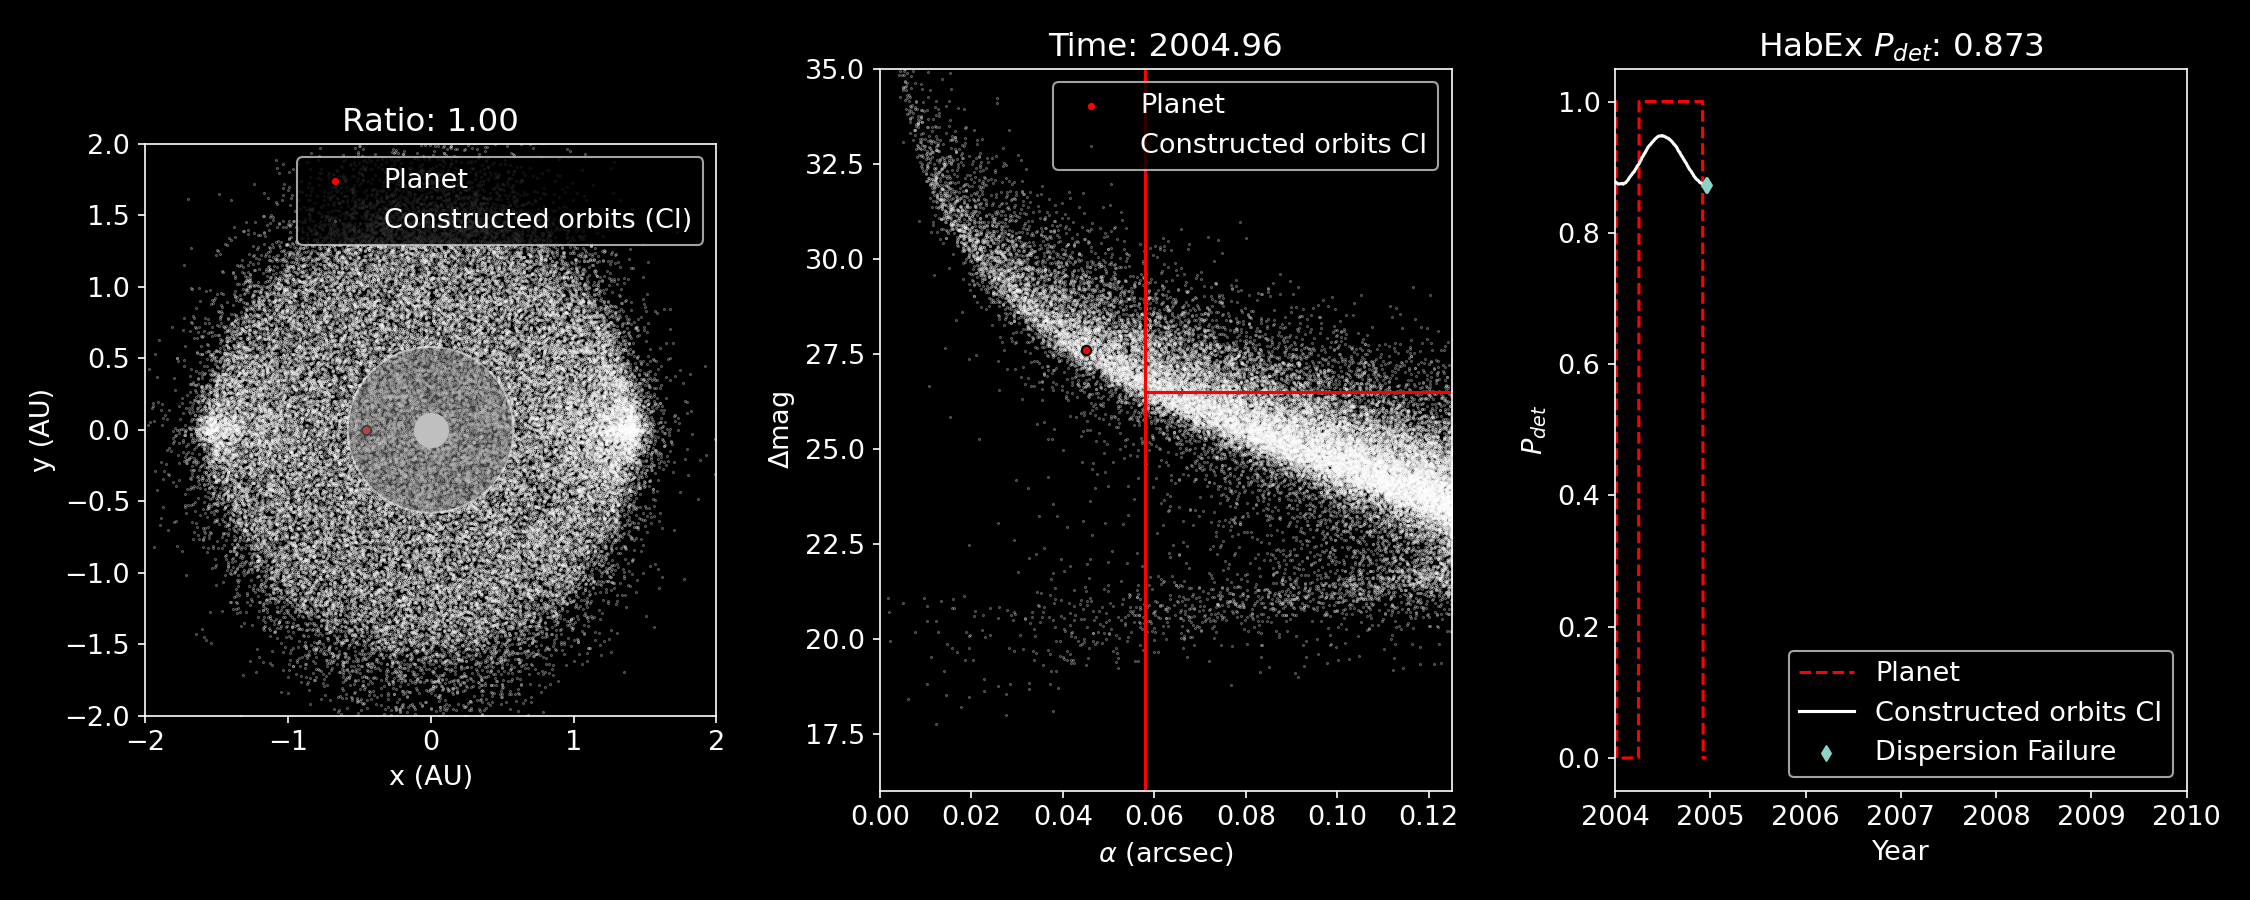 Ratio: 1.00
2.0
1.5
1.0
0.5
0.0
−0.5
−1.0
−1.5
−2.0
y (AU)
−2
−1
0
1
2
x (AU)
Planet
Constructed orbits (CI)
Time: 2004.96
35.0
32.5
30.0
27.5
25.0
22.5
20.0
17.5
Δmag
0.00
0.02
0.04
0.06
0.08
0.10
0.12
α (arcsec)
Planet
Constructed orbits CI
HabEx P_det: 0.873
1.0
0.8
0.6
0.4
0.2
0.0
P_det
2004
2005
2006
2007
2008
2009
2010
Year
Planet
Constructed orbits CI
Dispersion Failure